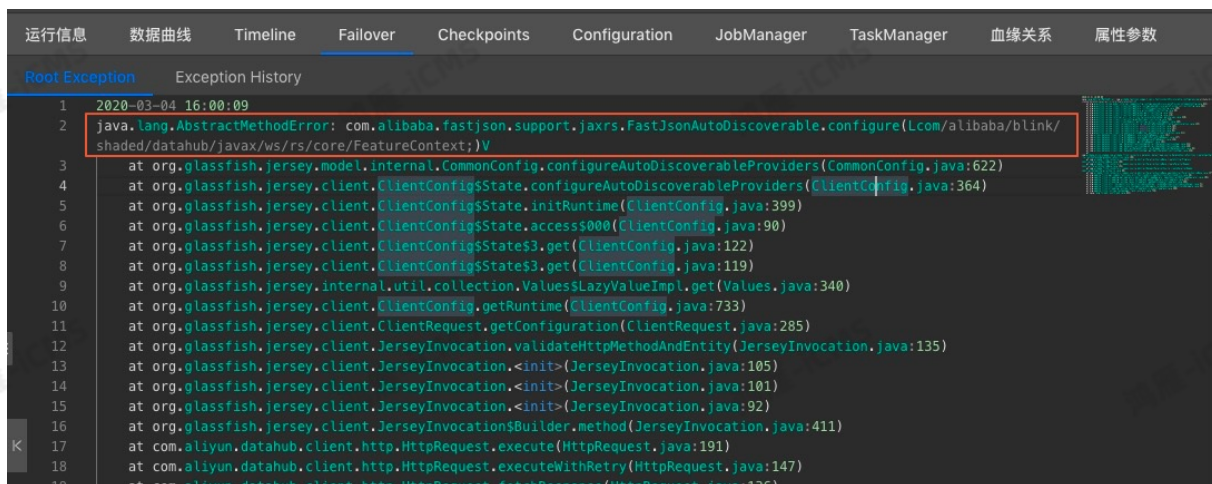 运行信息 数据曲线 Timeline Failover Checkpoints Configuration JobManager TaskManager 血缘关系 属性参数
Root Exception Exception History
1 2020-03-04 16:00:09
2 java.lang.AbstractMethodError: com.alibaba.fastjson.support.jaxrs.FastJsonAutoDiscoverable.configure(Lcom/alibaba/blink/
shaded/datahub/javax/ws/rs/core/FeatureContext;)V
3 at org.glassfish.jersey.model.internal.CommonConfig.configureAutoDiscoverableProviders(CommonConfig.java:622)
4 at org.glassfish.jersey.client.ClientConfig$State.configureAutoDiscoverableProviders(ClientConfig.java:364)
5 at org.glassfish.jersey.client.ClientConfig$State.initRuntime(ClientConfig.java:399)
6 at org.glassfish.jersey.client.ClientConfig$State.access$000(ClientConfig.java:90)
7 at org.glassfish.jersey.client.ClientConfig$State$3.get(ClientConfig.java:122)
8 at org.glassfish.jersey.client.ClientConfig$State$3.get(ClientConfig.java:119)
9 at org.glassfish.jersey.internal.util.collection.Values$LazyValueImpl.get(Values.java:340)
10 at org.glassfish.jersey.client.ClientConfig.getRuntime(ClientConfig.java:733)
11 at org.glassfish.jersey.client.ClientRequest.getConfiguration(ClientRequest.java:285)
12 at org.glassfish.jersey.client.JerseyInvocation.validateHttpMethodAndEntity(JerseyInvocation.java:135)
13 at org.glassfish.jersey.client.JerseyInvocation.<init>(JerseyInvocation.java:105)
14 at org.glassfish.jersey.client.JerseyInvocation.<init>(JerseyInvocation.java:101)
15 at org.glassfish.jersey.client.JerseyInvocation.<init>(JerseyInvocation.java:92)
16 at org.glassfish.jersey.client.JerseyInvocation$Builder.method(JerseyInvocation.java:411)
K 17 at com.aliyun.datahub.client.http.HttpRequest.execute(HttpRequest.java:191)
18 at com.aliyun.datahub.client.http.HttpRequest.executeWithRetry(HttpRequest.java:147)